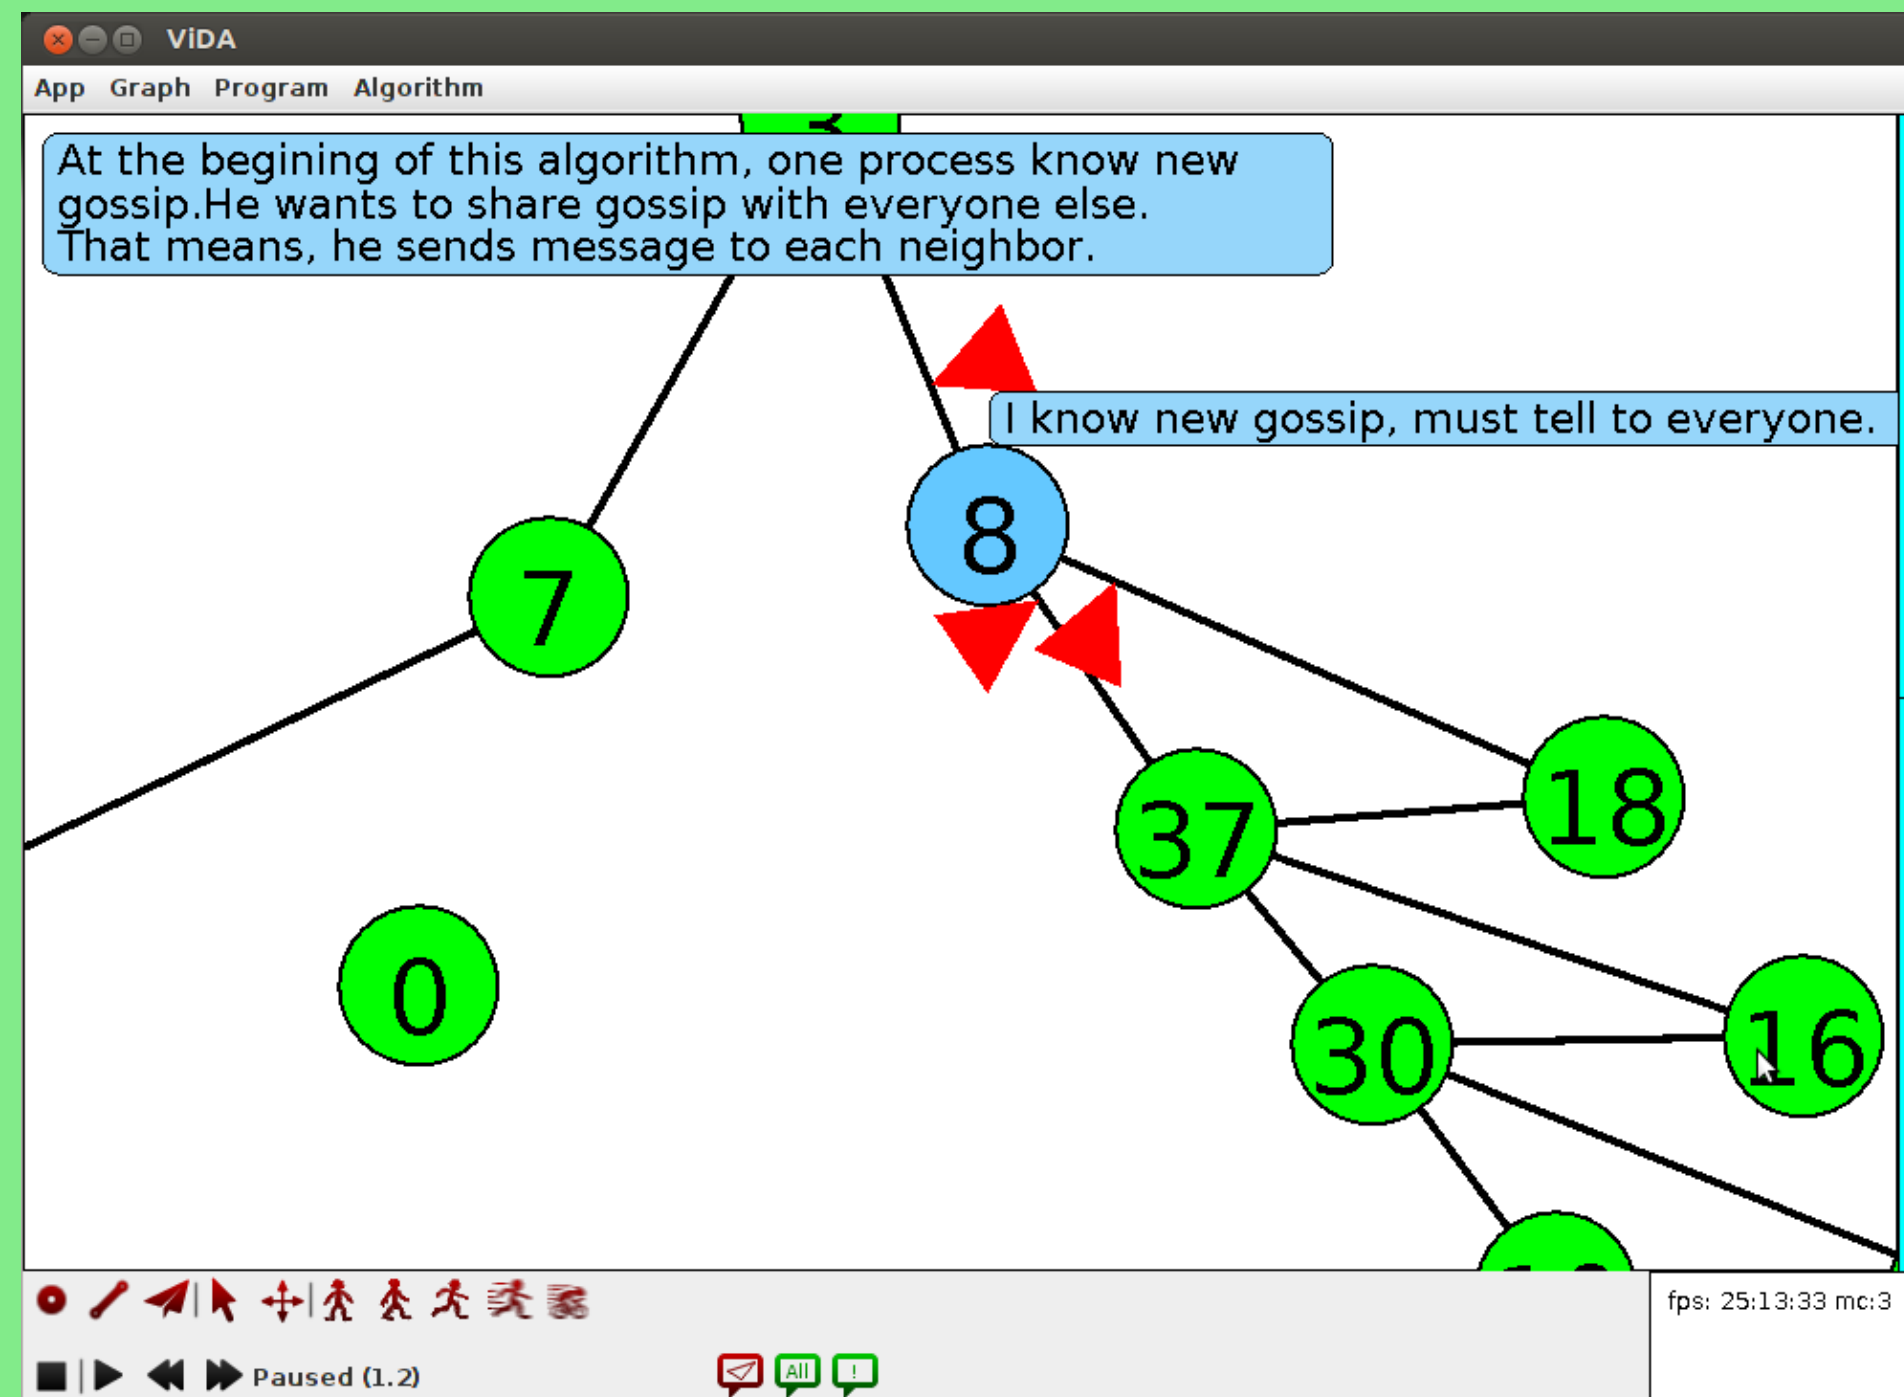 ViDA
App Graph Program Algorithm
At the begining of this algorithm, one process know new
gossip.He wants to share gossip with everyone else.
That means, he sends message to each neighbor.
I know new gossip, must tell to everyone.
8
7
18
37
0
30
16
fps: 25:13:33 mc:3
Paused (1.2)
All
!